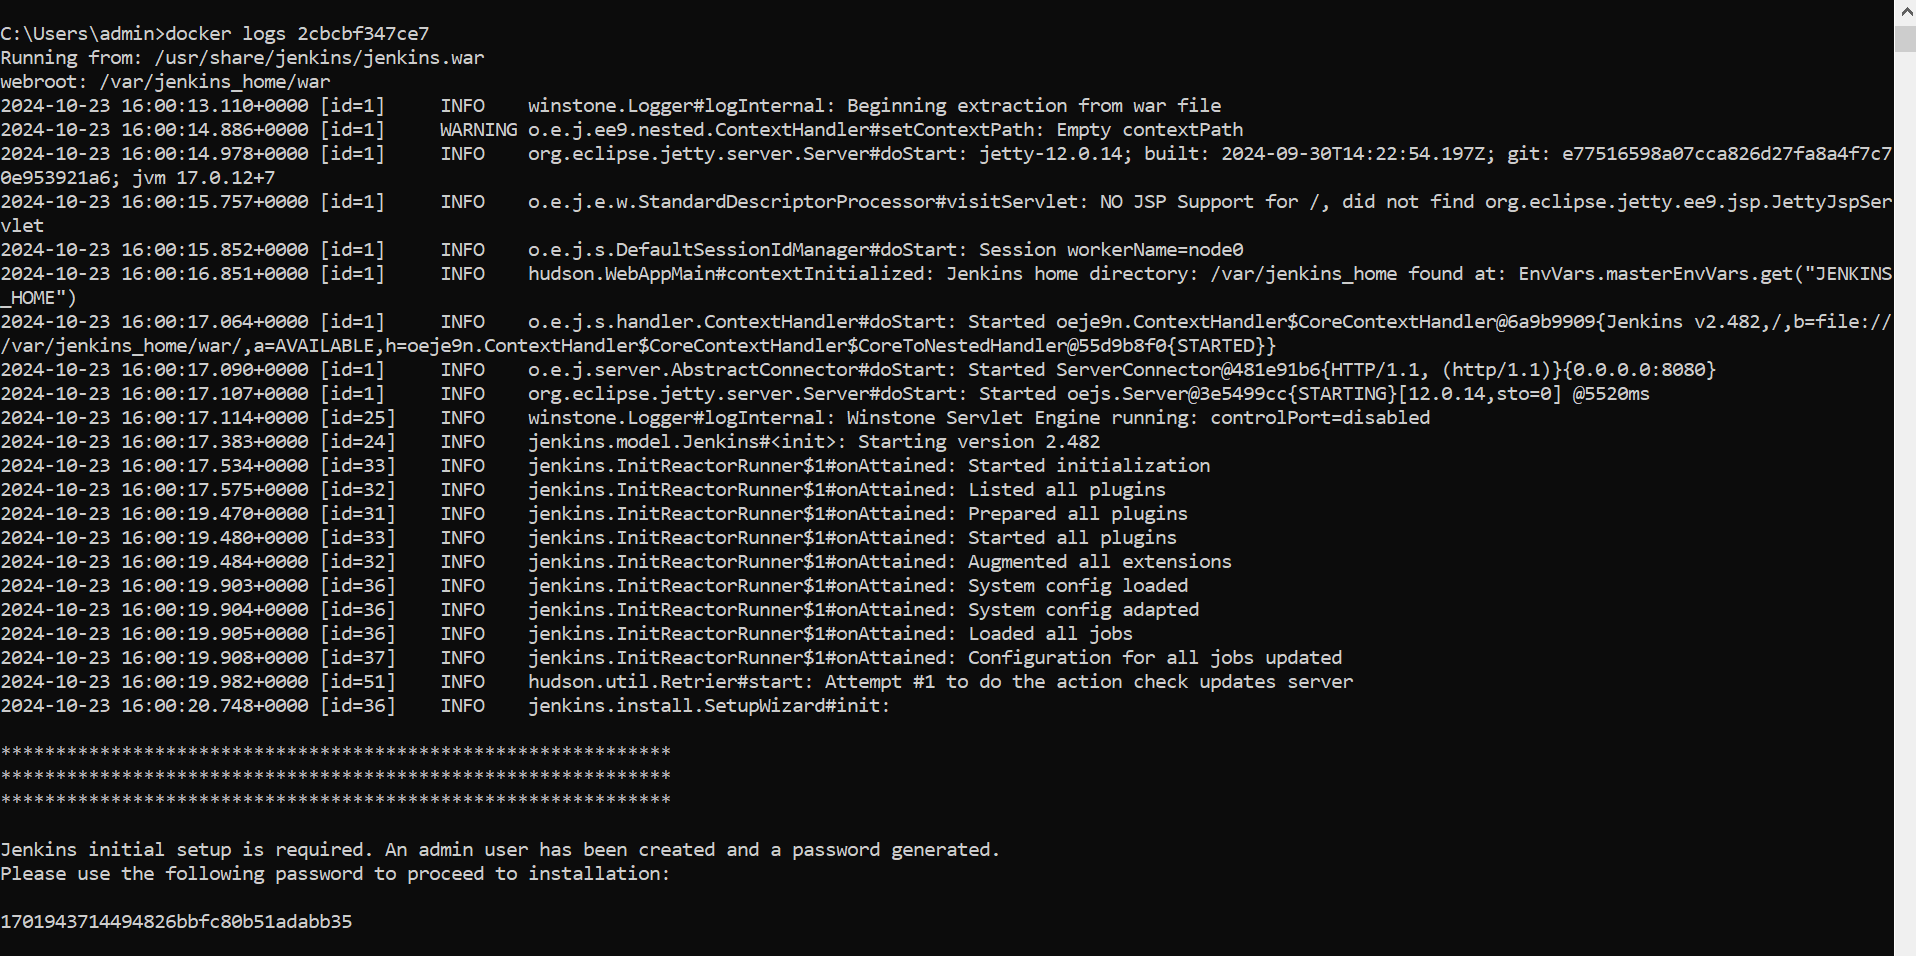 C:\Users\admin>docker logs 2cbcbf347ce7
Running from: /usr/share/jenkins/jenkins.war
webroot: /var/jenkins_home/war
2024-10-23 16:00:13.110+0000 [id=1]     INFO    winstone.Logger#logInternal: Beginning extraction from war file
2024-10-23 16:00:14.886+0000 [id=1]     WARNING o.e.j.ee9.nested.ContextHandler#setContextPath: Empty contextPath
2024-10-23 16:00:14.978+0000 [id=1]     INFO    org.eclipse.jetty.server.Server#doStart: jetty-12.0.14; built: 2024-09-30T14:22:54.197Z; git: e77516598a07cca826d27fa8a4f7c7
0e953921a6; jvm 17.0.12+7
2024-10-23 16:00:15.757+0000 [id=1]     INFO    o.e.j.e.w.StandardDescriptorProcessor#visitServlet: NO JSP Support for /, did not find org.eclipse.jetty.ee9.jsp.JettyJspSer
vlet
2024-10-23 16:00:15.852+0000 [id=1]     INFO    o.e.j.s.DefaultSessionIdManager#doStart: Session workerName=node0
2024-10-23 16:00:16.851+0000 [id=1]     INFO    hudson.WebAppMain#contextInitialized: Jenkins home directory: /var/jenkins_home found at: EnvVars.masterEnvVars.get("JENKINS
_HOME")
2024-10-23 16:00:17.064+0000 [id=1]     INFO    o.e.j.s.handler.ContextHandler#doStart: Started oeje9n.ContextHandler$CoreContextHandler@6a9b9909{Jenkins v2.482,/,b=file://
/var/jenkins_home/war/,a=AVAILABLE,h=oeje9n.ContextHandler$CoreContextHandler$CoreToNestedHandler@55d9b8f0{STARTED}}
2024-10-23 16:00:17.090+0000 [id=1]     INFO    o.e.j.server.AbstractConnector#doStart: Started ServerConnector@481e91b6{HTTP/1.1, (http/1.1)}{0.0.0.0:8080}
2024-10-23 16:00:17.107+0000 [id=1]     INFO    org.eclipse.jetty.server.Server#doStart: Started oejs.Server@3e5499cc{STARTING}[12.0.14,sto=0] @5520ms
2024-10-23 16:00:17.114+0000 [id=25]    INFO    winstone.Logger#logInternal: Winstone Servlet Engine running: controlPort=disabled
2024-10-23 16:00:17.383+0000 [id=24]    INFO    jenkins.model.Jenkins#<init>: Starting version 2.482
2024-10-23 16:00:17.534+0000 [id=33]    INFO    jenkins.InitReactorRunner$1#onAttained: Started initialization
2024-10-23 16:00:17.575+0000 [id=32]    INFO    jenkins.InitReactorRunner$1#onAttained: Listed all plugins
2024-10-23 16:00:19.470+0000 [id=31]    INFO    jenkins.InitReactorRunner$1#onAttained: Prepared all plugins
2024-10-23 16:00:19.480+0000 [id=33]    INFO    jenkins.InitReactorRunner$1#onAttained: Started all plugins
2024-10-23 16:00:19.484+0000 [id=32]    INFO    jenkins.InitReactorRunner$1#onAttained: Augmented all extensions
2024-10-23 16:00:19.903+0000 [id=36]    INFO    jenkins.InitReactorRunner$1#onAttained: System config loaded
2024-10-23 16:00:19.904+0000 [id=36]    INFO    jenkins.InitReactorRunner$1#onAttained: System config adapted
2024-10-23 16:00:19.905+0000 [id=36]    INFO    jenkins.InitReactorRunner$1#onAttained: Loaded all jobs
2024-10-23 16:00:19.908+0000 [id=37]    INFO    jenkins.InitReactorRunner$1#onAttained: Configuration for all jobs updated
2024-10-23 16:00:19.982+0000 [id=51]    INFO    hudson.util.Retrier#start: Attempt #1 to do the action check updates server
2024-10-23 16:00:20.748+0000 [id=36]    INFO    jenkins.install.SetupWizard#init:
*************************************************************
*************************************************************
*************************************************************
Jenkins initial setup is required. An admin user has been created and a password generated.
Please use the following password to proceed to installation:
1701943714494826bbfc80b51adabb35